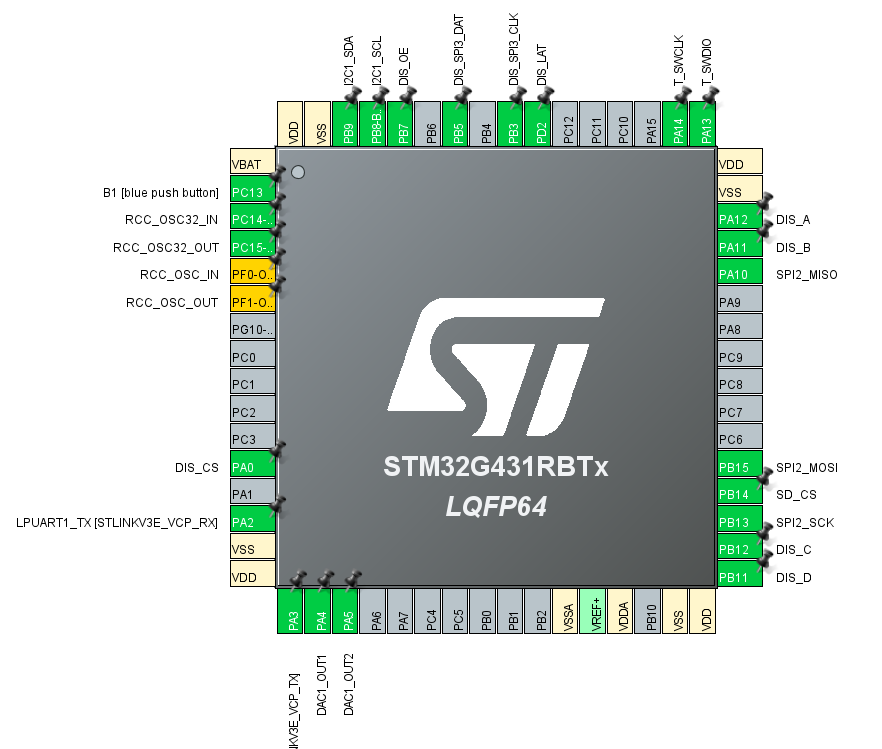 I2C1_SDA
I2C1_SCL
DIS_OE
DIS_SPI3_DAT
DIS_SPI3_CLK
DIS_LAT
T_SWCLK
T_SWDIO
VDD
VSS
PB9
PB8-B..
PB7
PB6
PB5
PB4
PB3
PD2
PC12
PC11
PC10
PA15
PA14
PA13
VBAT
B1 [blue push button] PC13
RCC_OSC32_IN PC14-..
RCC_OSC32_OUT PC15-..
RCC_OSC_IN PF0-O..
RCC_OSC_OUT PF1-O..
PG10-..
PC0
PC1
PC2
PC3
DIS_CS PA0
PA1
LPUART1_TX [STLINKV3E_VCP_RX] PA2
VSS
VDD
ST
STM32G431RBTx
LQFP64
VDD
VSS
PA12 DIS_A
PA11 DIS_B
PA10 SPI2_MISO
PA9
PA8
PC9
PC8
PC7
PC6
PB15 SPI2_MOSI
PB14 SD_CS
PB13 SPI2_SCK
PB12 DIS_C
PB11 DIS_D
PA3
PA4
PA5
PA6
PA7
PC4
PC5
PB0
PB1
PB2
VSSA
VREF+
VDDA
PB10
VSS
VDD
KV3E_VCP_TX]
DAC1_OUT1
DAC1_OUT2